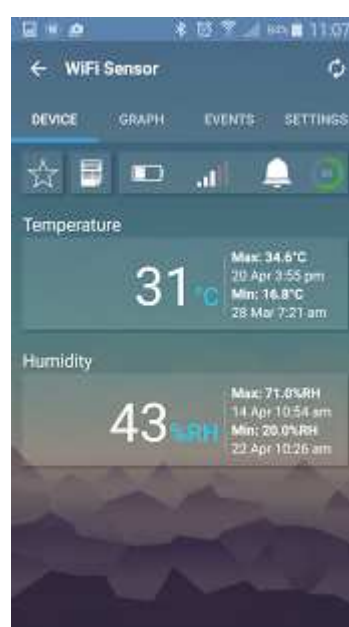 11:07
WiFi Sensor
DEVICE GRAPH EVENTS SETTINGS
Temperature
31 °C
Max: 34.6°C
20 Apr 3:55 pm
Min: 16.8°C
28 Mar 7:21 am
Humidity
43 %RH
Max: 71.0%RH
14 Apr 10:54 am
Min: 20.0%RH
22 Apr 10:26 am